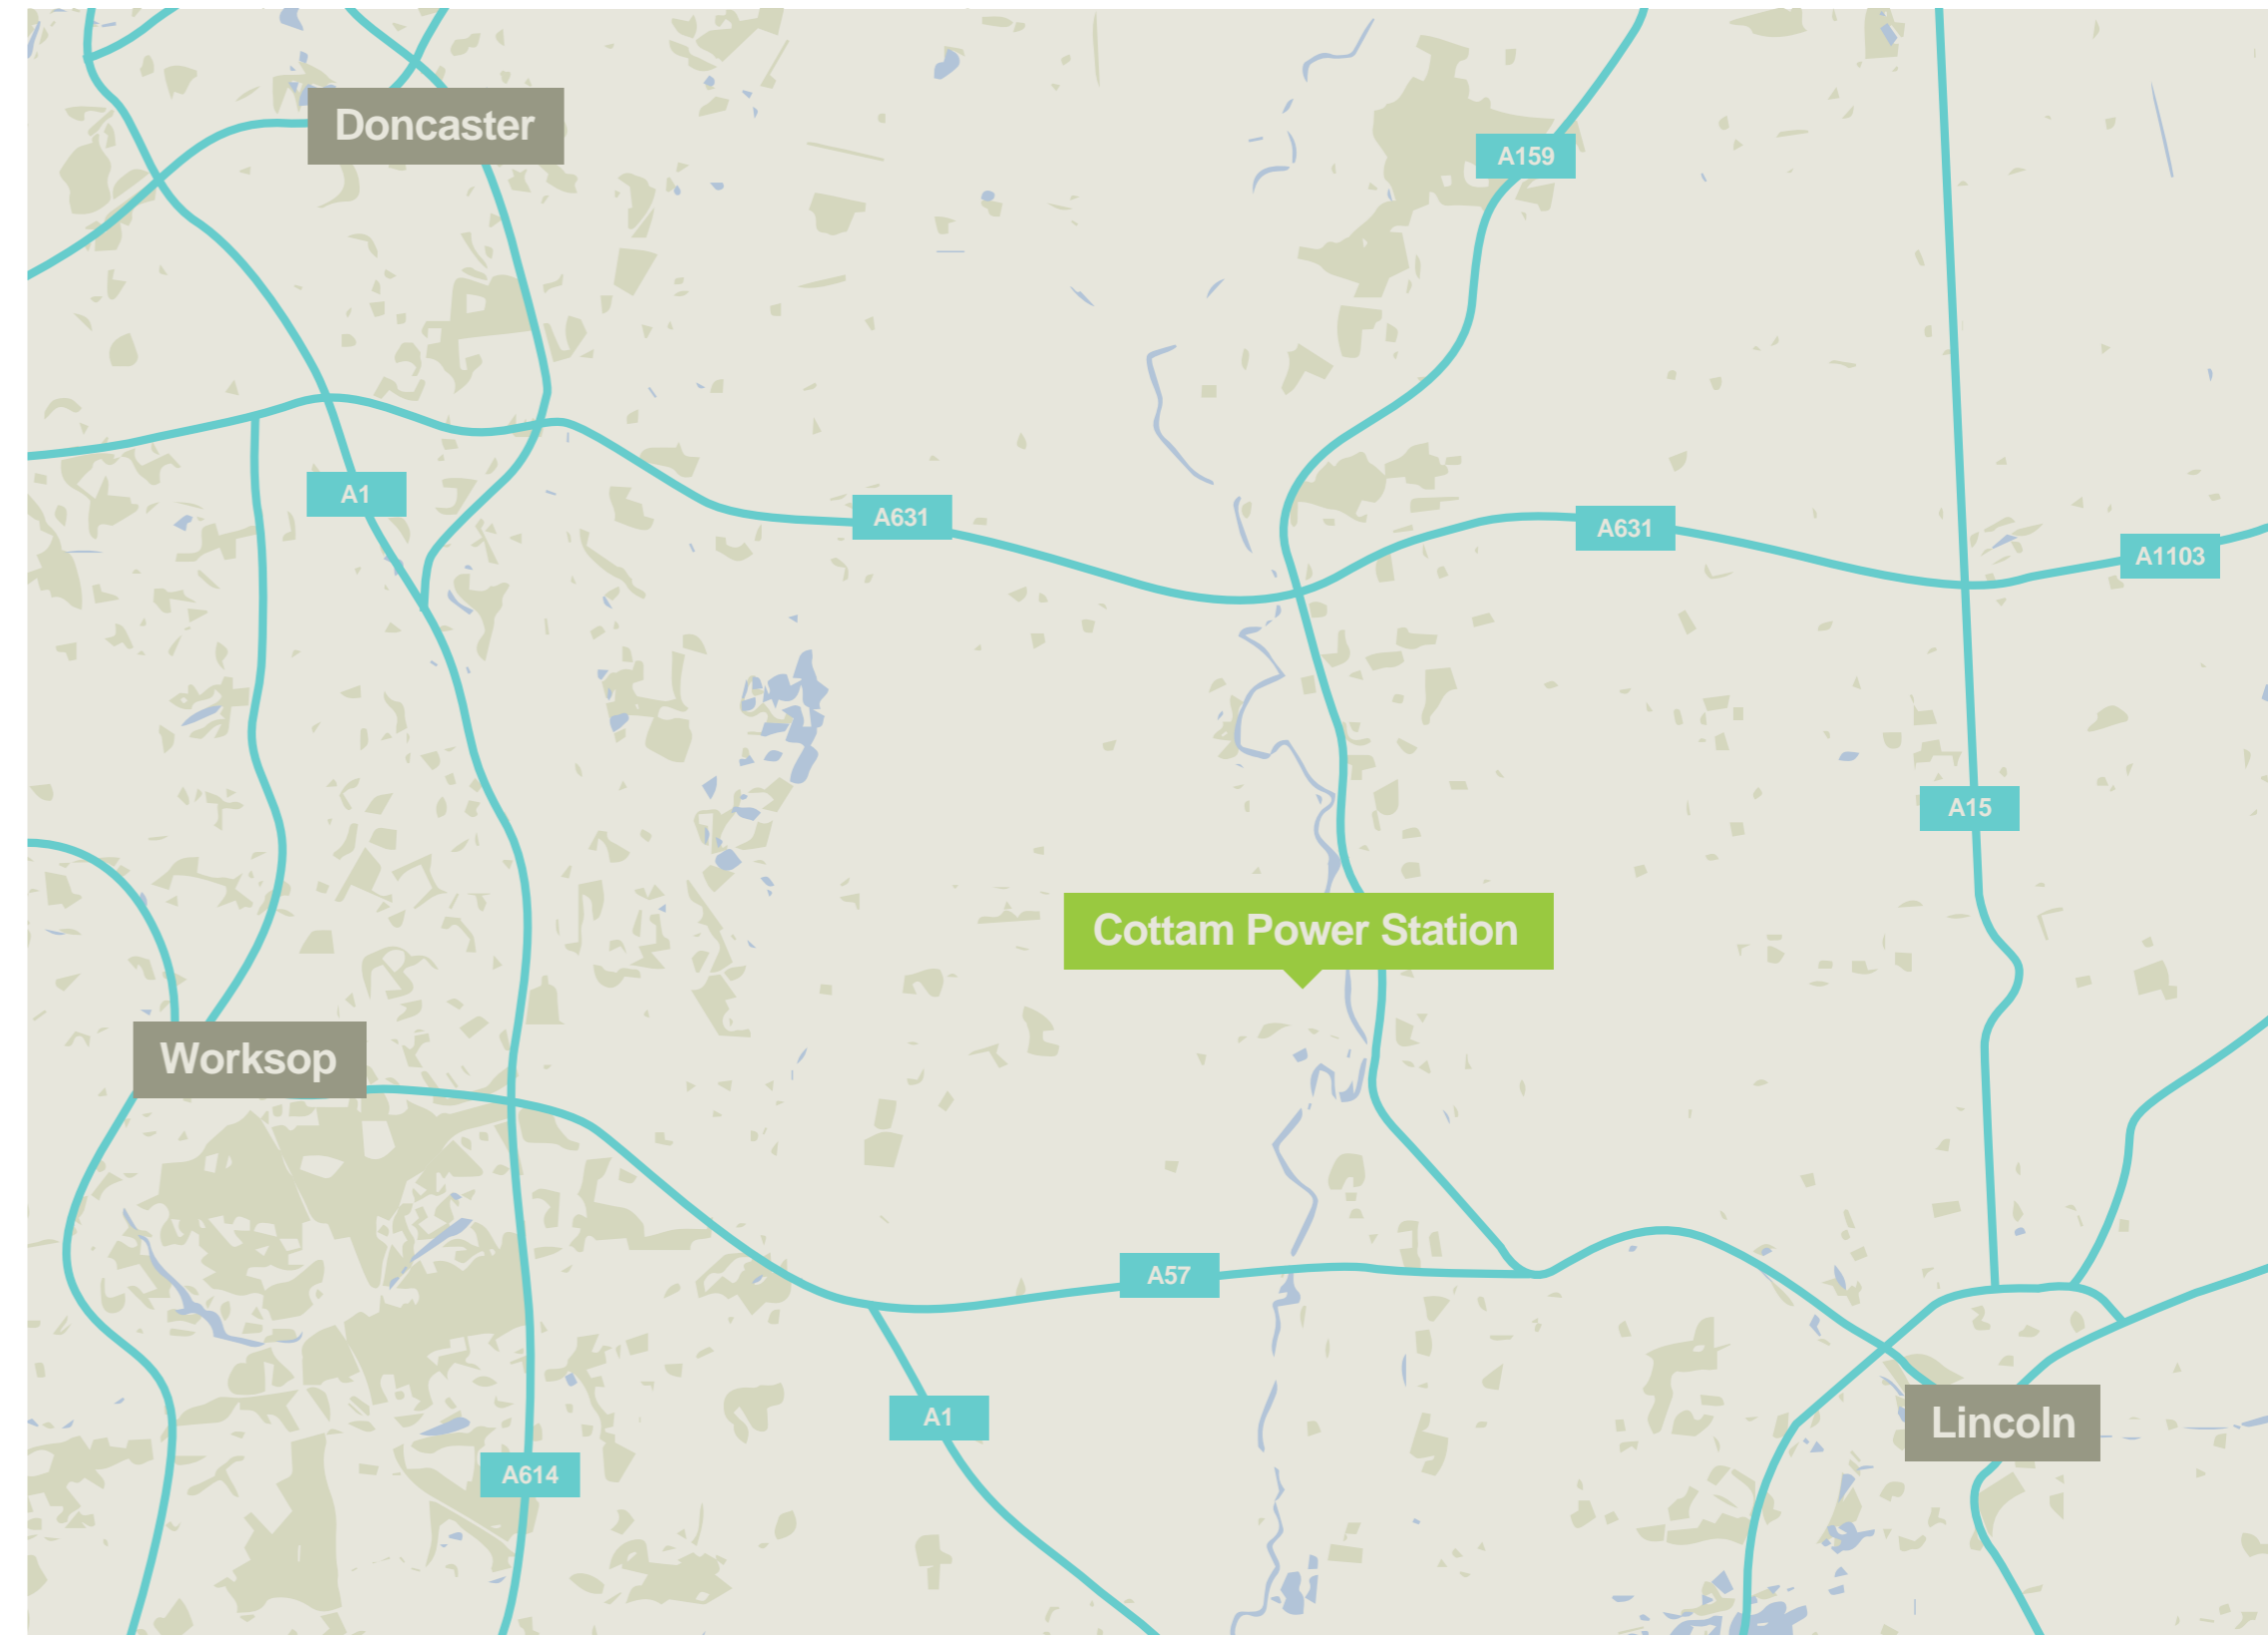 Doncaster
A159
A1
A631
A631
A1103
A15
Cottam Power Station
Worksop
A57
A1
Lincoln
A614